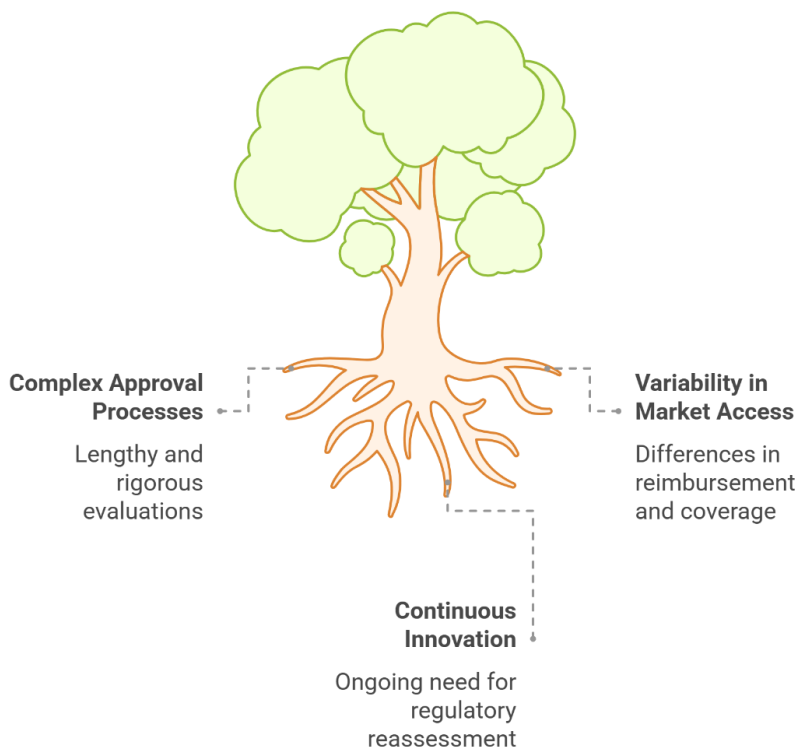 Complex Approval
Processes
Lengthy and
rigorous
evaluations
Variability in
Market Access
Differences in
reimbursement
and coverage
Continuous
Innovation
Ongoing need for
regulatory
reassessment